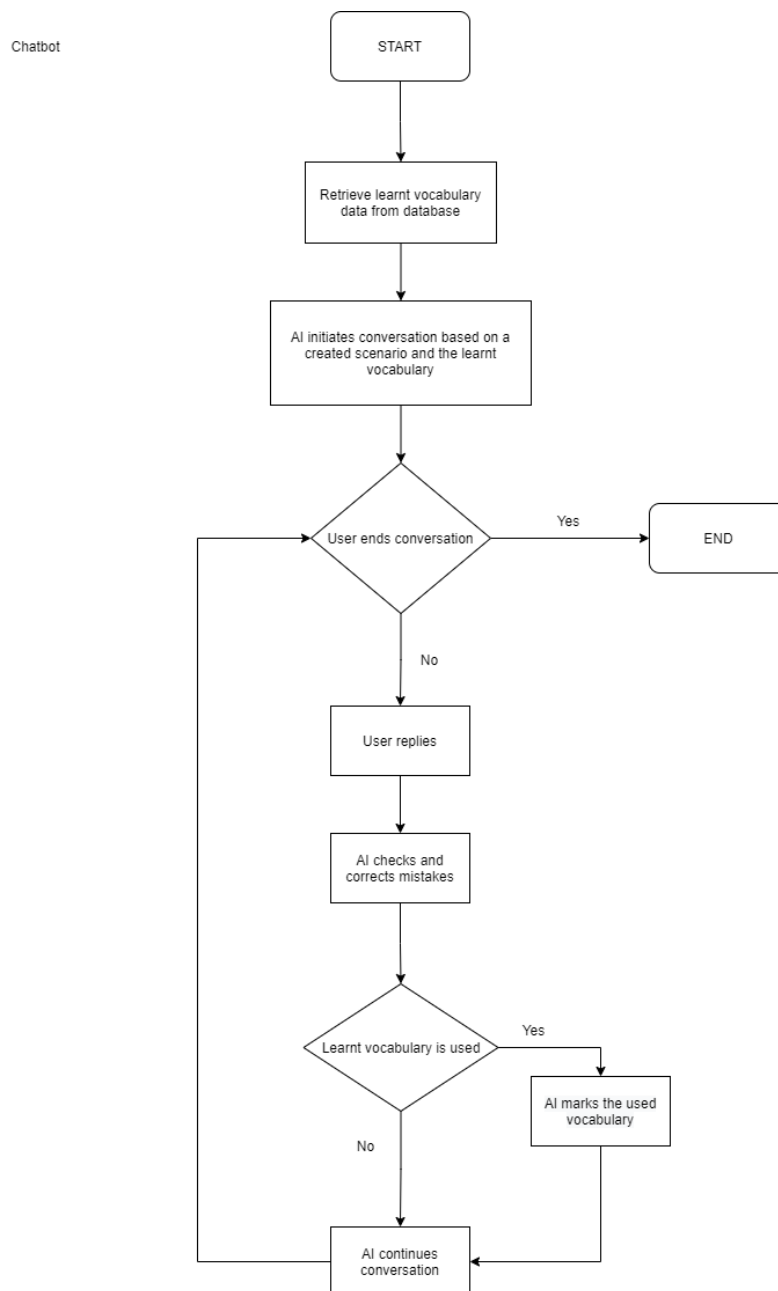 Chatbot
START
Retrieve learnt vocabulary
data from database
AI initiates conversation based on a
created scenario and the learnt
vocabulary
User ends conversation
Yes
END
No
User replies
AI checks and
corrects mistakes
Learnt vocabulary is used
Yes
AI marks the used
vocabulary
No
AI continues
conversation